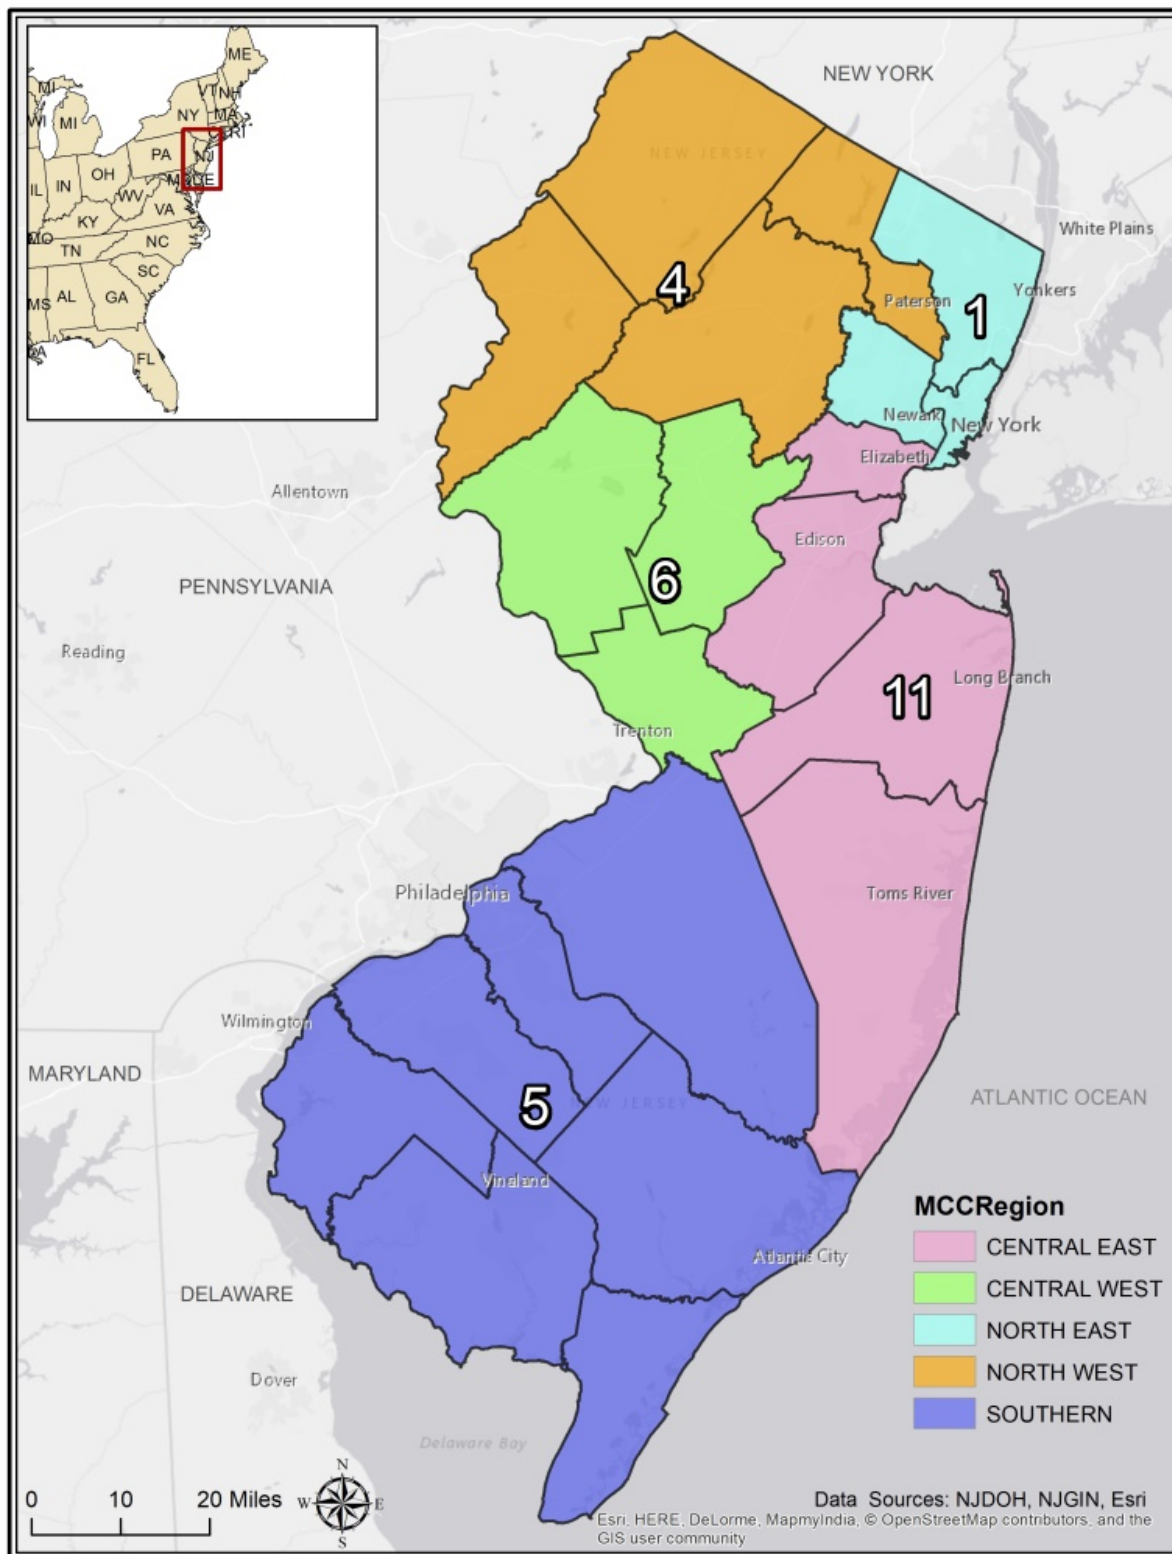 ME
VT
NH
MI
WI
MI
NY
MA
CT
RI
PA
NJ
OH
IN
IL
MD
DE
WV
VA
KY
MO
NC
TN
SC
MS
AL
GA
LA
FL
NEW YORK
NEW JERSEY
White Plains
Yonkers
4
Paterson
1
Newark
New York
Elizabeth
Allentown
Edison
PENNSYLVANIA
6
Reading
Long Branch
11
Trenton
Philadelphia
Toms River
Wilmington
MARYLAND
ATLANTIC OCEAN
5
NEW JERSEY
Vineland
MCCRegion
CENTRAL EAST
Atlantic City
CENTRAL WEST
DELAWARE
NORTH EAST
NORTH WEST
Dover
SOUTHERN
Delaware Bay
N
W
E
S
0 10 20 Miles
Data Sources: NJDOH, NJGIN, Esri
Esri, HERE, DeLorme, MapmyIndia, © OpenStreetMap contributors, and the
GIS user community